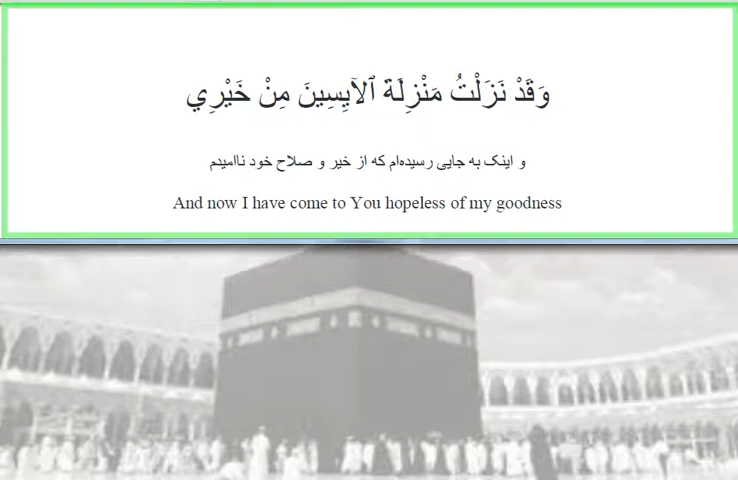 وَقَدْ نَزَلْتُ مَنْزِلَةَ ٱلآيِسِينَ مِنْ خَيْرِي
و اینک به جایی رسیده‌ام که از خیر و صلاح خود ناامیدم
And now I have come to You hopeless of my goodness